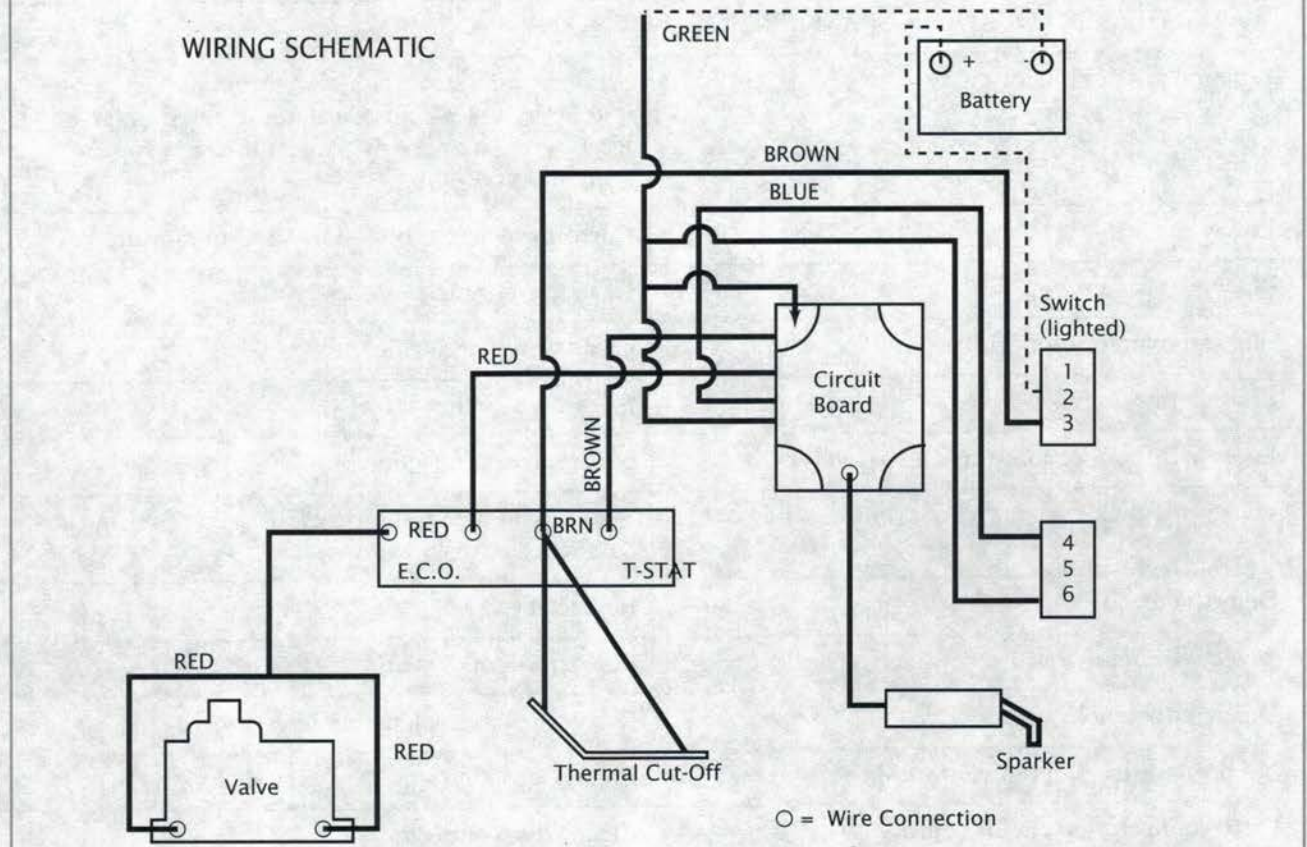 WIRING SCHEMATIC
GREEN
+ -
Battery
BROWN
BLUE
Switch
(lighted)
1
2
3
RED
Circuit
Board
BROWN
RED
BRN
E.C.O.
T-STAT
4
5
6
RED
RED
Valve
Thermal Cut-Off
Sparker
= Wire Connection